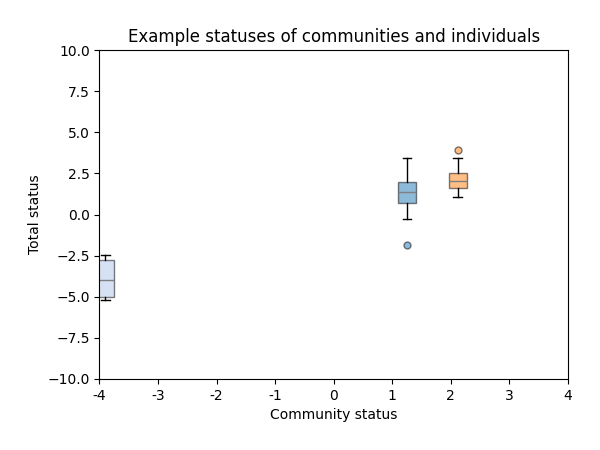 Example statuses of communities and individuals
10.0
7.5
5.0
2.5
0.0
−2.5
−5.0
−7.5
−10.0
Total status
-4 -3 -2 -1 0 1 2 3 4
Community status